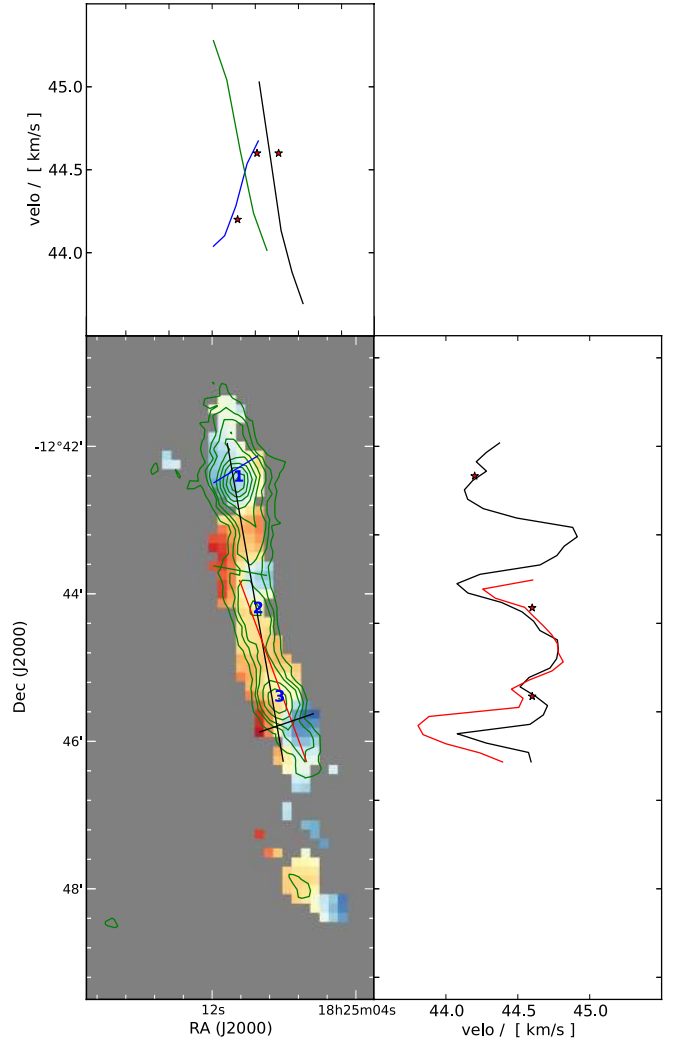 45.0
44.5
44.0
velo / [ km/s ]
-12°42'
44'
46'
48'
Dec (J2000)
1
2
3
12s
18h25m04s
RA (J2000)
44.0
44.5
45.0
velo / [ km/s ]